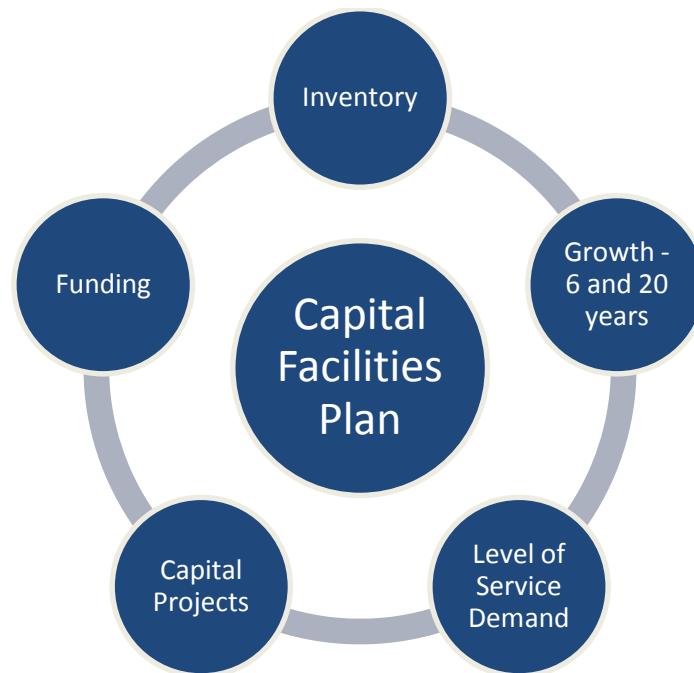 Inventory
Growth -
6 and 20
years
Funding
Capital
Facilities
Plan
Capital
Projects
Level of
Service
Demand